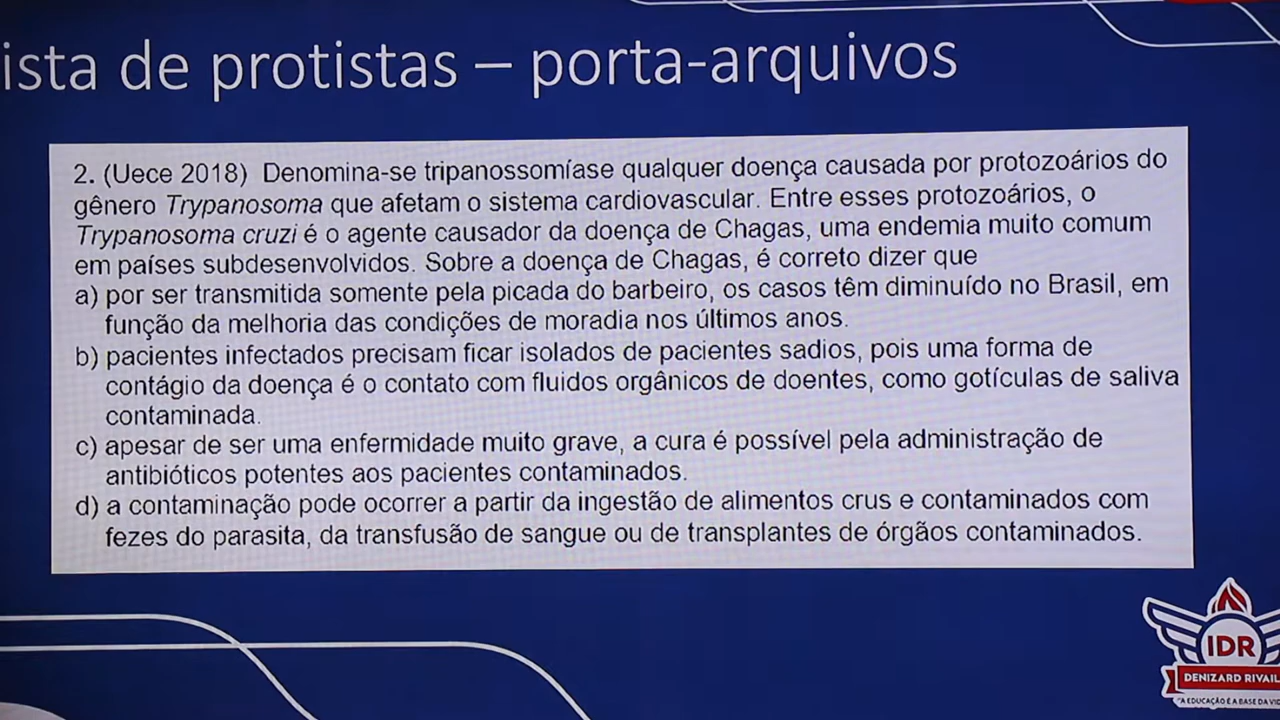 ista de protistas – porta-arquivos
2. (Uece 2018) Denomina-se tripanossomíase qualquer doença causada por protozoários do
gênero Trypanosoma que afetam o sistema cardiovascular. Entre esses protozoários, o
Trypanosoma cruzi é o agente causador da doença de Chagas, uma endemia muito comum
em países subdesenvolvidos. Sobre a doença de Chagas, é correto dizer que
a) por ser transmitida somente pela picada do barbeiro, os casos têm diminuído no Brasil, em
função da melhoria das condições de moradia nos últimos anos.
b) pacientes infectados precisam ficar isolados de pacientes sadios, pois uma forma de
contágio da doença é o contato com fluidos orgânicos de doentes, como gotículas de saliva
contaminada.
c) apesar de ser uma enfermidade muito grave, a cura é possível pela administração de
antibióticos potentes aos pacientes contaminados.
d) a contaminação pode ocorrer a partir da ingestão de alimentos crus e contaminados com
fezes do parasita, da transfusão de sangue ou de transplantes de órgãos contaminados.
IDR
DENIZARD RIVAIL
"A EDUCAÇÃO É A BASE DA VID